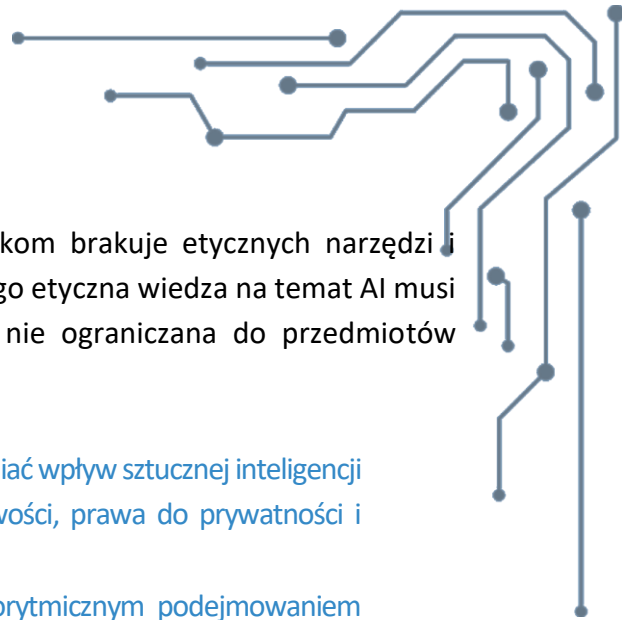 kom brakuje etycznych narzędzi i
go etyczna wiedza na temat AI musi
nie ograniczana do przedmiotów
niać wpływ sztucznej inteligencji
wości, prawa do prywatności i
orytmicznym podejmowaniem